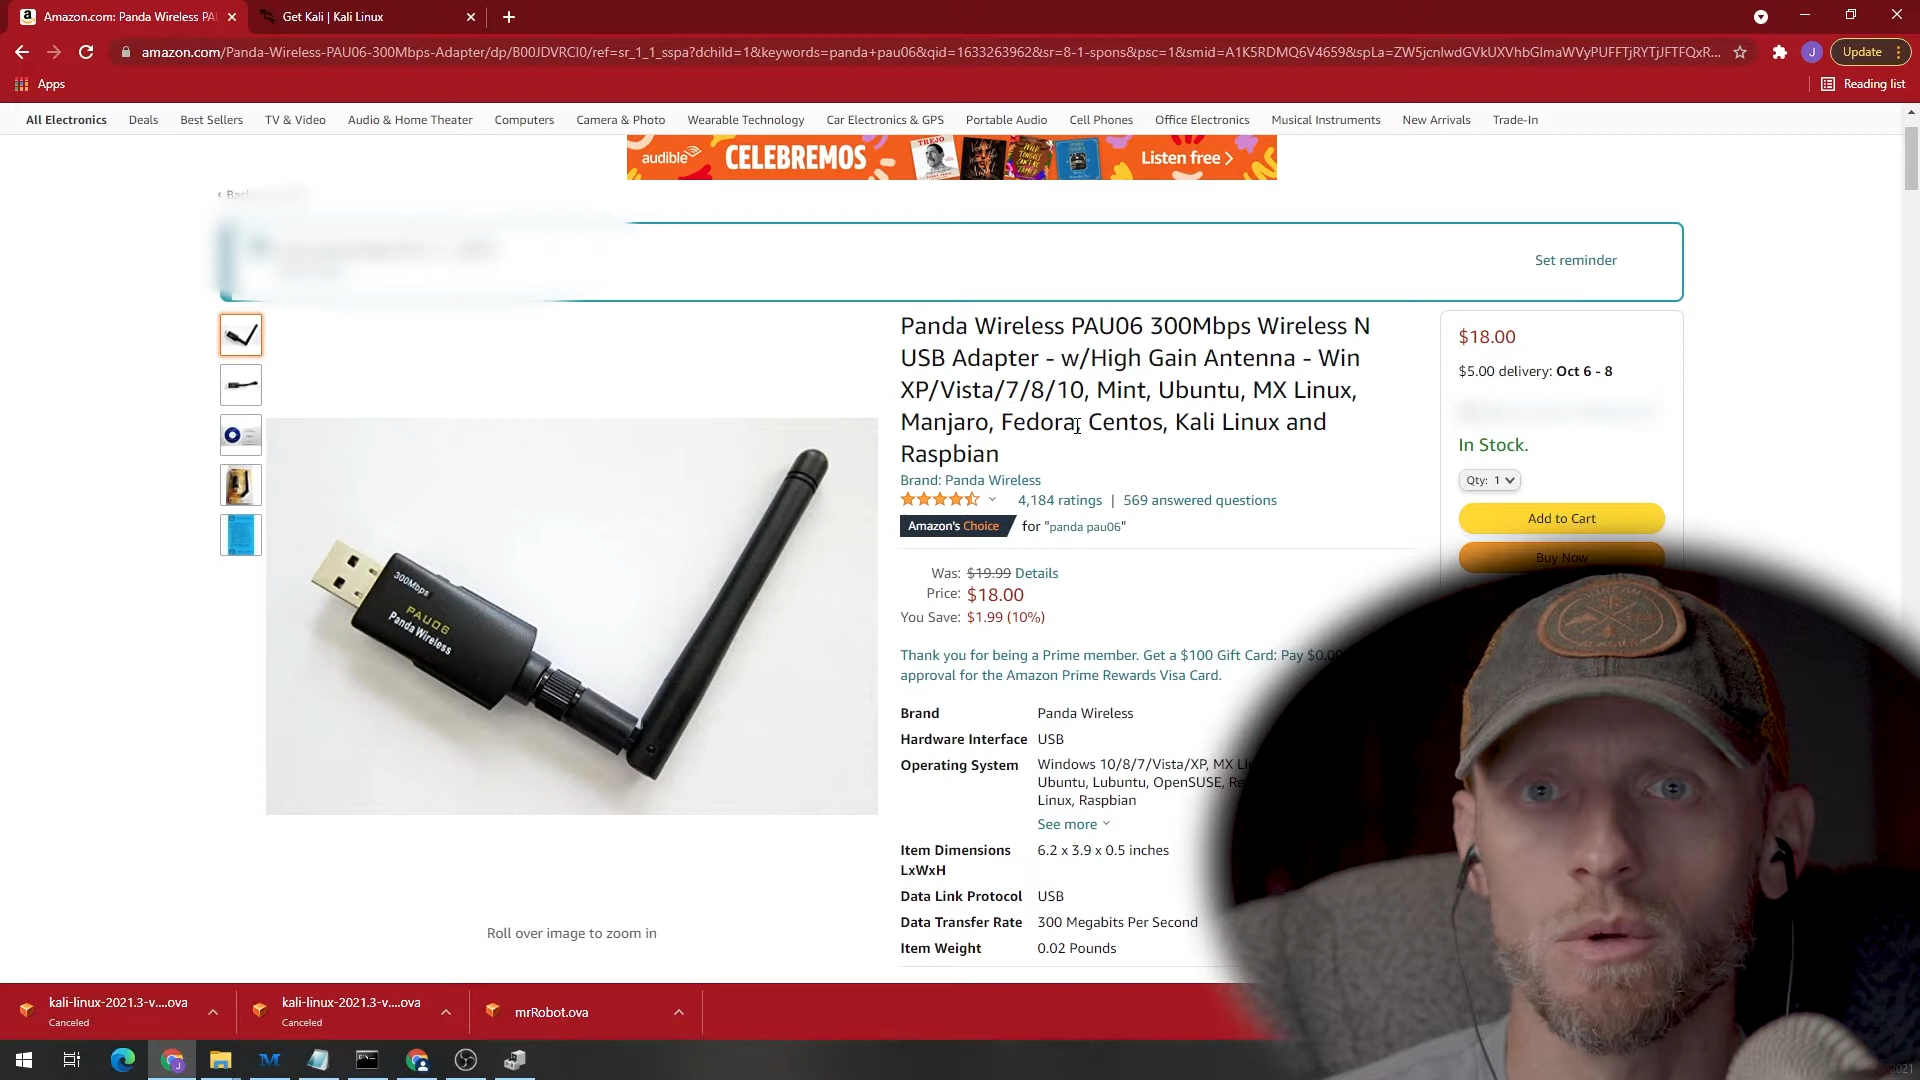 Amazon.com: Panda Wireless PAU
Get Kali | Kali Linux
amazon.com/Panda-Wireless-PAU06-300Mbps-Adapter/dp/B00JDVRCI0/ref=sr_1_1_sspa?dchild=1&keywords=panda+pau06&qid=1633263962&sr=8-1-spons&psc=1&smid=A1K5RDMQ6V4659&spLa=ZW5jcnlwdGVkUXVhbGlmaWVyPUFFTjRYTjJFTFQxR...
J
Update
Apps
Reading list
All Electronics Deals Best Sellers TV & Video Audio & Home Theater Computers Camera & Photo Wearable Technology Car Electronics & GPS Portable Audio Cell Phones Office Electronics Musical Instruments New Arrivals Trade-In
audible CELEBREMOS TREJO Listen free >
‹ Back
Set reminder
Panda Wireless PAU06 300Mbps Wireless N
USB Adapter - w/High Gain Antenna - Win
XP/Vista/7/8/10, Mint, Ubuntu, MX Linux,
Manjaro, Fedora, Centos, Kali Linux and
Raspbian
Brand: Panda Wireless
4,184 ratings | 569 answered questions
Amazon's Choice for "panda pau06"
Was: $19.99 Details
Price: $18.00
You Save: $1.99 (10%)
Thank you for being a Prime member. Get a $100 Gift Card: Pay $0.00
approval for the Amazon Prime Rewards Visa Card.
Brand Panda Wireless
Hardware Interface USB
Operating System Windows 10/8/7/Vista/XP, MX
Ubuntu, Lubuntu, OpenSUSE,
Linux, Raspbian
See more
Item Dimensions LxWxH 6.2 x 3.9 x 0.5 inches
Data Link Protocol USB
Data Transfer Rate 300 Megabits Per Second
Item Weight 0.02 Pounds
$18.00
$5.00 delivery: Oct 6 - 8
In Stock.
Qty: 1
Add to Cart
Buy Now
300Mbps
PAU06
Panda Wireless
Roll over image to zoom in
kali-linux-2021.3-v....ova
Canceled
kali-linux-2021.3-v....ova
Canceled
mrRobot.ova